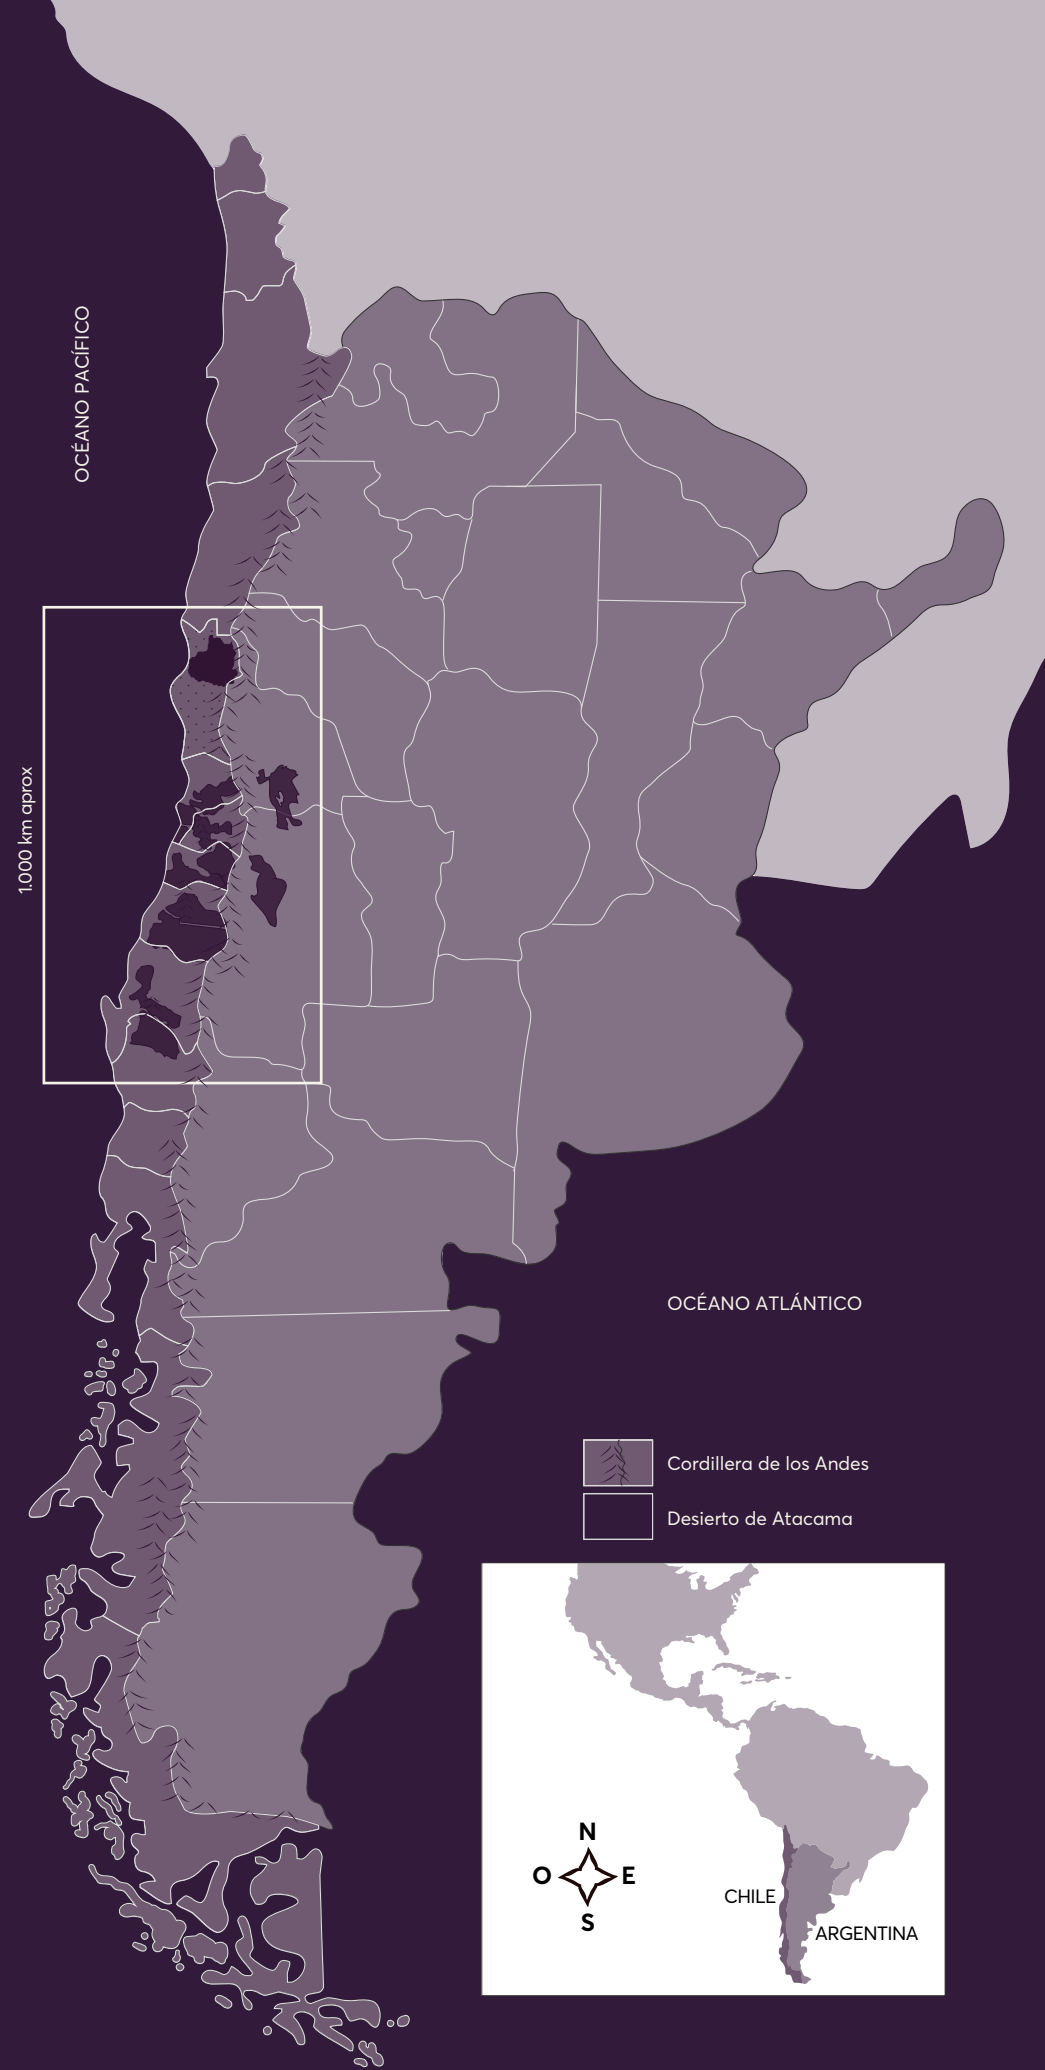 OCÉANO PACÍFICO
1.000 km aprox
OCÉANO ATLÁNTICO
Cordillera de los Andes
Desierto de Atacama
N
O E
S
CHILE
ARGENTINA